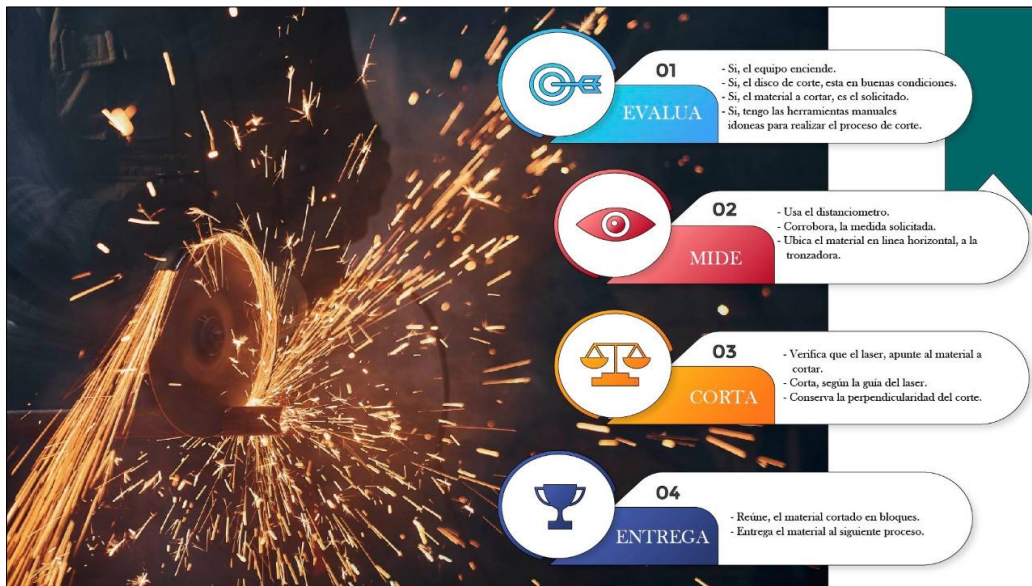 01
EVALUA
- Si, el equipo enciende.
- Si, el disco de corte, esta en buenas condiciones.
- Si, el material a cortar, es el solicitado.
- Si, tengo las herramientas manuales
idoneas para realizar el proceso de corte.
02
MIDE
- Usa el distanciometro.
- Corrobora, la medida solicitada.
- Ubica el material en linea horizontal, a la
tronzadora.
03
CORTA
- Verifica que el laser, apunte al material a
cortar.
- Corta, según la guía del laser.
- Conserva la perpendicularidad del corte.
04
ENTREGA
- Reúne, el material cortado en bloques.
- Entrega el material al siguiente proceso.